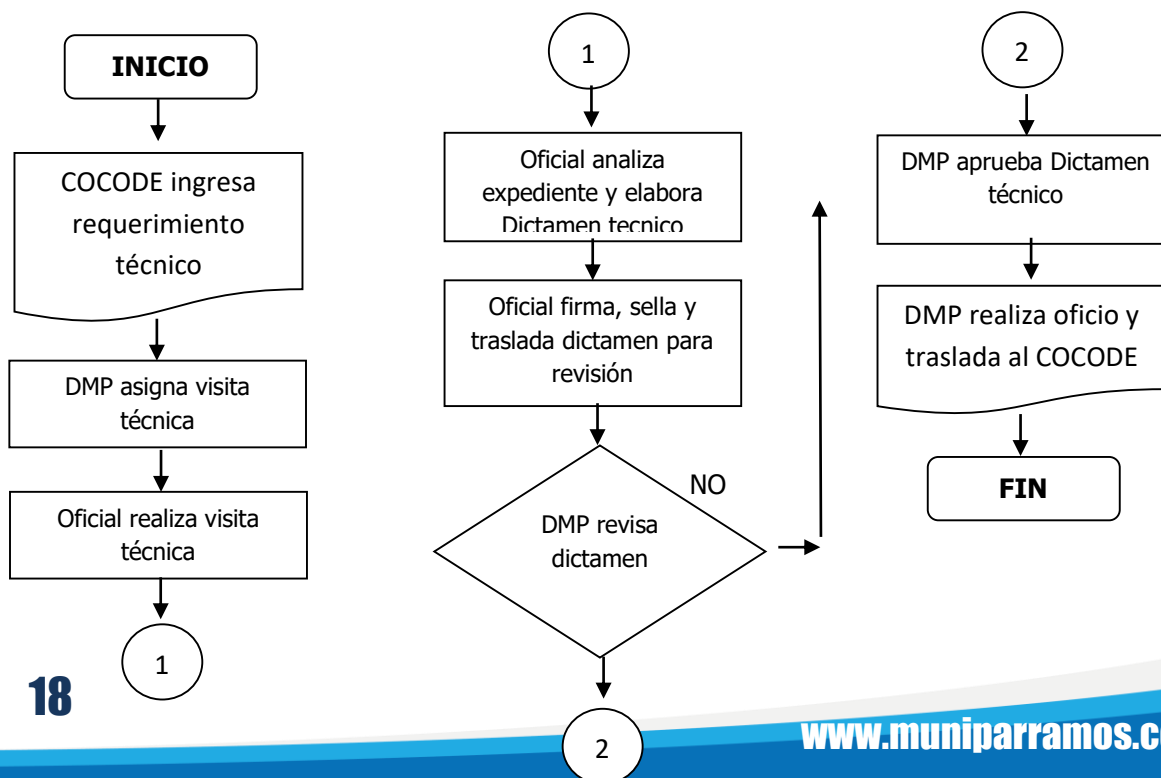 INICIO
COCODE ingresa
requerimiento
técnico
DMP asigna visita
técnica
Oficial realiza visita
técnica
1
1
Oficial analiza
expediente y elabora
Dictamen tecnico
Oficial firma, sella y
traslada dictamen para
revisión
NO
DMP revisa
dictamen
2
2
DMP aprueba Dictamen
técnico
DMP realiza oficio y
traslada al COCODE
FIN
18
www.muniparramos.c